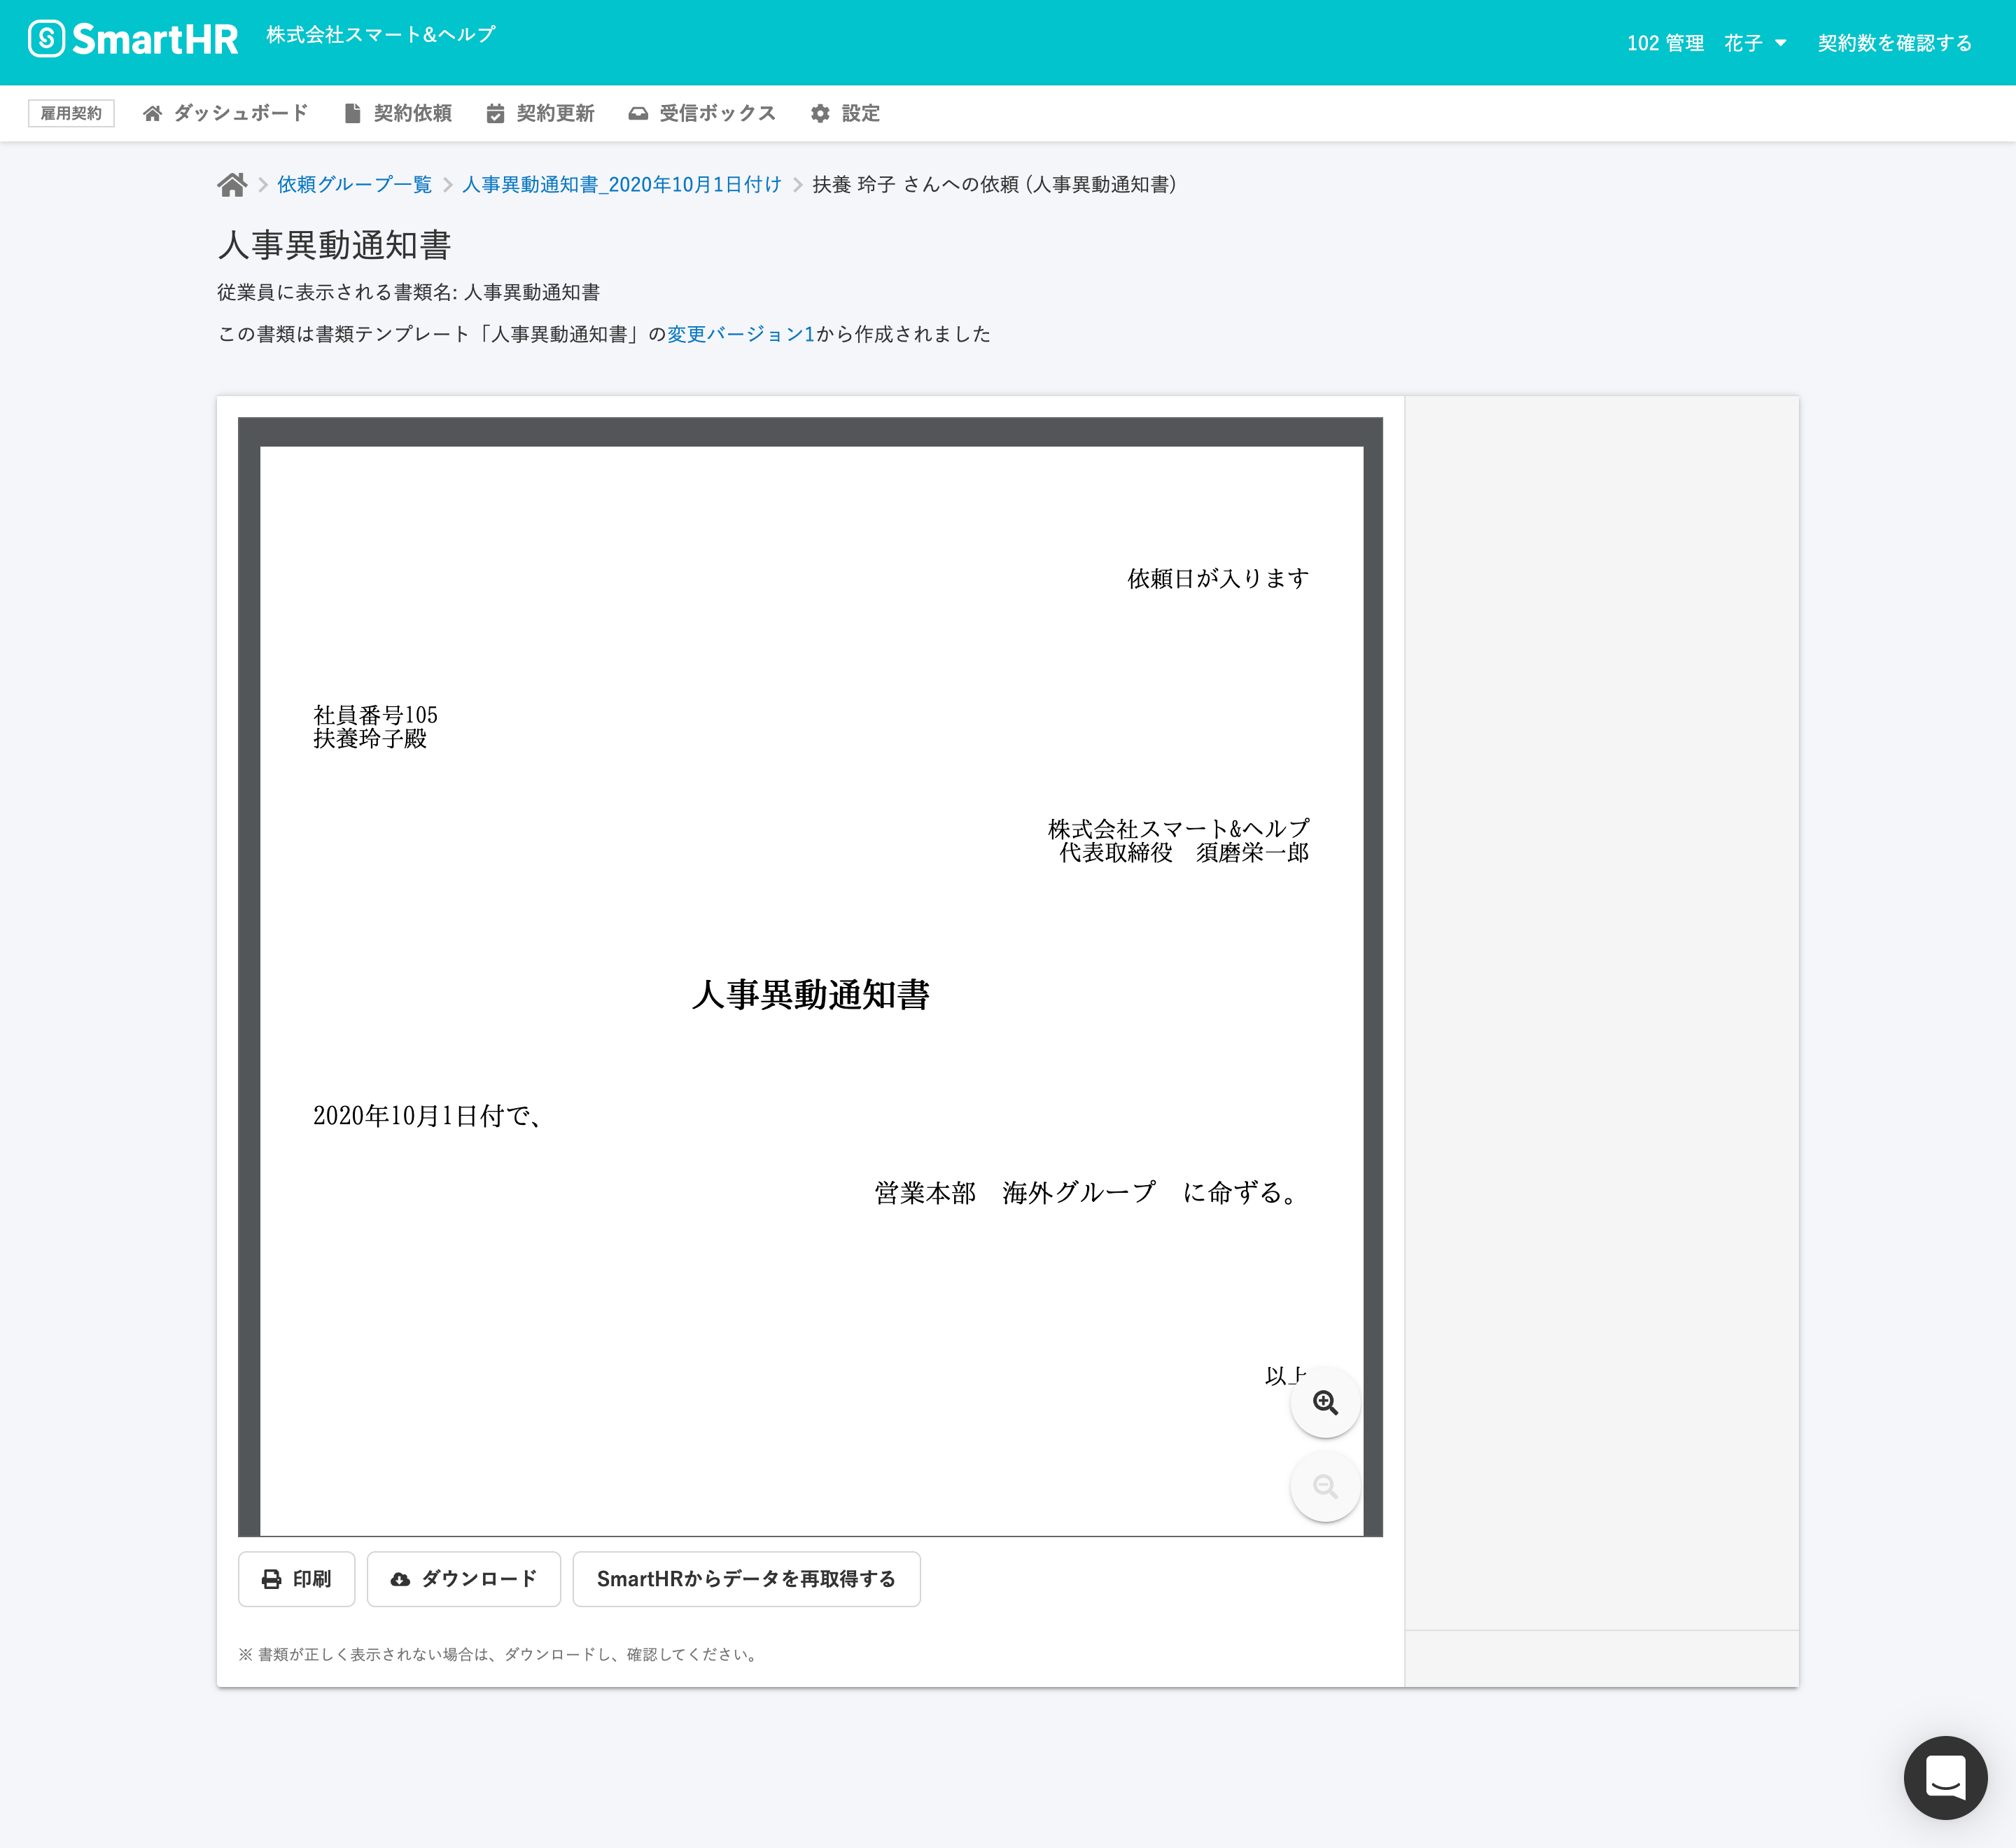 SmartHR 株式会社スマート&ヘルプ 102 管理 花子 契約数を確認する
雇用契約 ダッシュボード 契約依頼 契約更新 受信ボックス 設定
依頼グループ一覧 人事異動通知書_2020年10月1日付け 扶養 玲子 さんへの依頼 (人事異動通知書)
人事異動通知書
従業員に表示される書類名: 人事異動通知書
この書類は書類テンプレート「人事異動通知書」の変更バージョン1から作成されました
依頼日が入ります
社員番号105
扶養玲子殿
株式会社スマート&ヘルプ
代表取締役 須磨栄一郎
人事異動通知書
2020年10月1日付で、
営業本部 海外グループ に命ずる。
以上
印刷 ダウンロード SmartHRからデータを再取得する
※ 書類が正しく表示されない場合は、ダウンロードし、確認してください。